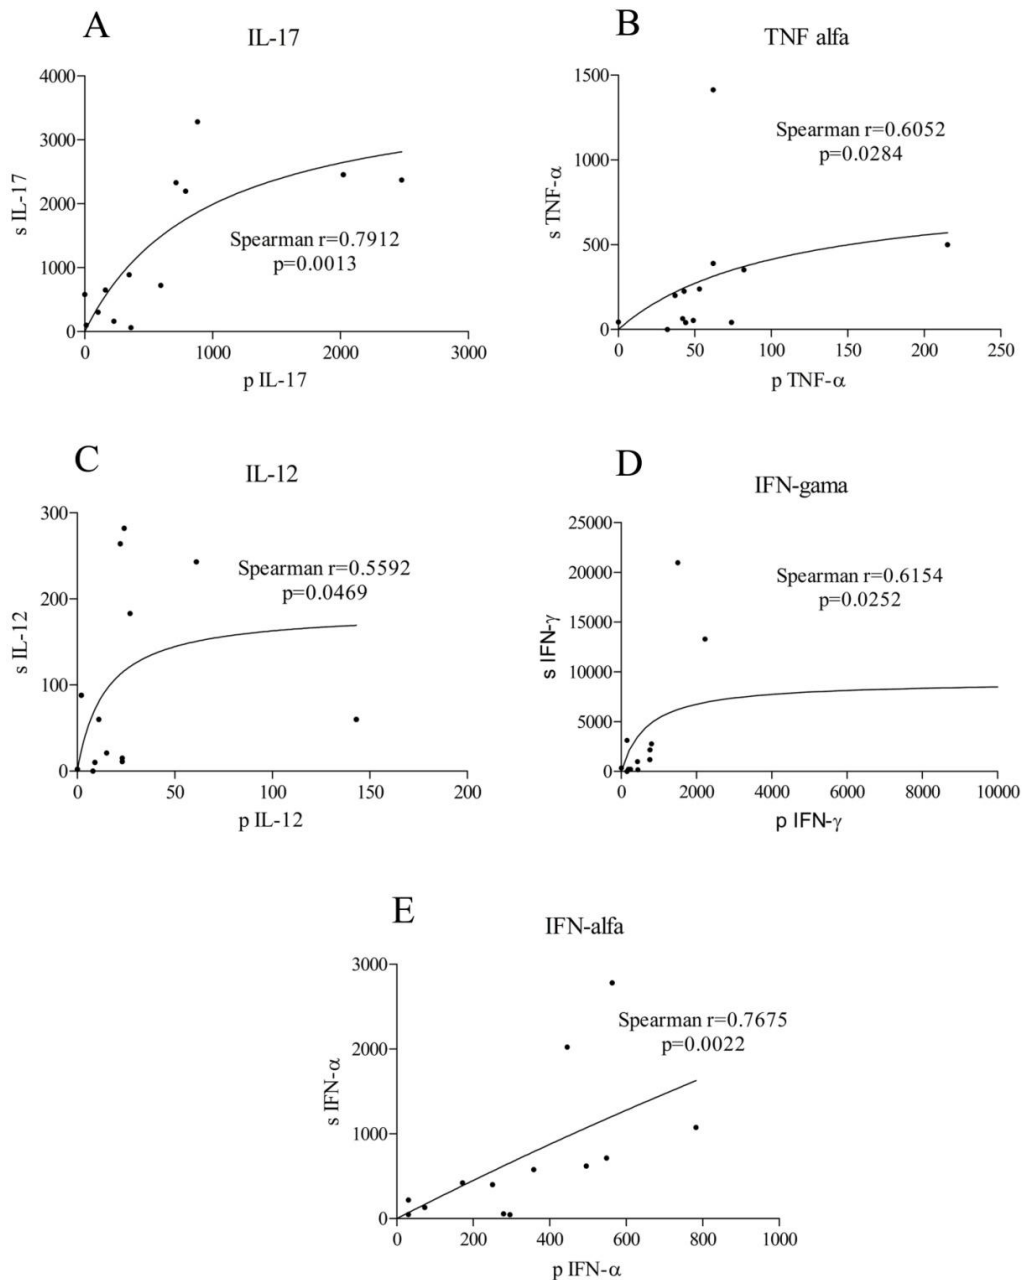 A
IL-17
4000
3000
2000
1000
0
s IL-17
Spearman r=0.7912
p=0.0013
0
1000
2000
3000
p IL-17
B
TNF alfa
1500
1000
500
0
s TNF-α
Spearman r=0.6052
p=0.0284
0
50
100
150
200
250
p TNF-α
C
IL-12
300
200
100
0
s IL-12
Spearman r=0.5592
p=0.0469
0
50
100
150
200
p IL-12
D
IFN-gama
25000
20000
15000
10000
5000
0
s IFN-γ
Spearman r=0.6154
p=0.0252
0
2000
4000
6000
8000
10000
p IFN-γ
E
IFN-alfa
3000
2000
1000
0
s IFN-α
Spearman r=0.7675
p=0.0022
0
200
400
600
800
1000
p IFN-α